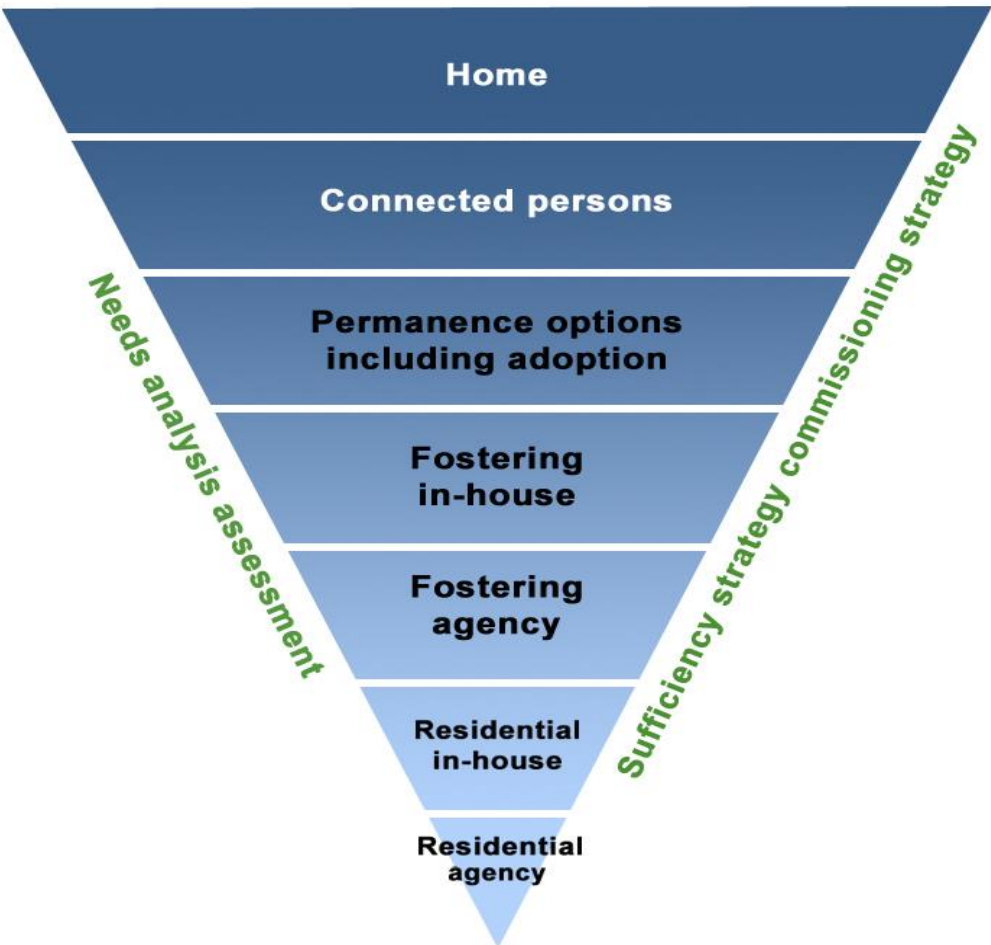 Home
Connected persons
Permanence options
including adoption
Fostering
in-house
Fostering
agency
Residential
in-house
Residential
agency
Needs analysis assessment
Sufficiency strategy commissioning strategy